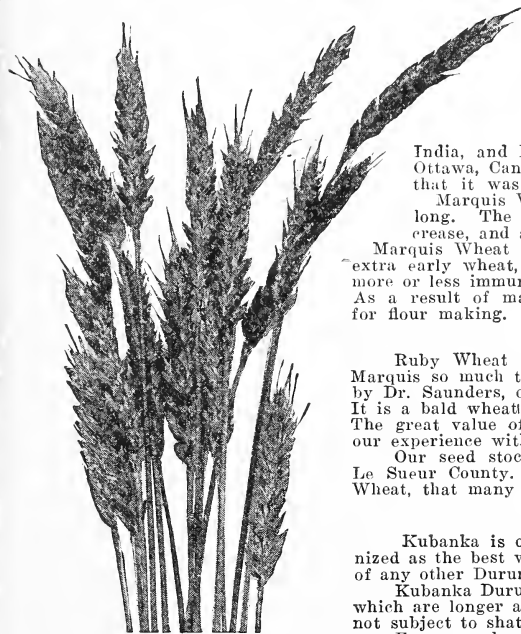 India, and
Ottawa, Can
that it was
Marquis W
long. The
crease, and a
Marquis Wheat
extra early wheat,
more or less immun
As a result of ma
for flour making.
Ruby Wheat
Marquis so much t
by Dr. Saunders, o
It is a bald wheatt
The great value of
our experience with
Our seed stoc
Le Sueur County.
Wheat, that many
Kubanka is o
nized as the best v
of any other Durum
Kubanka Duru
which are longer a
not subject to shat